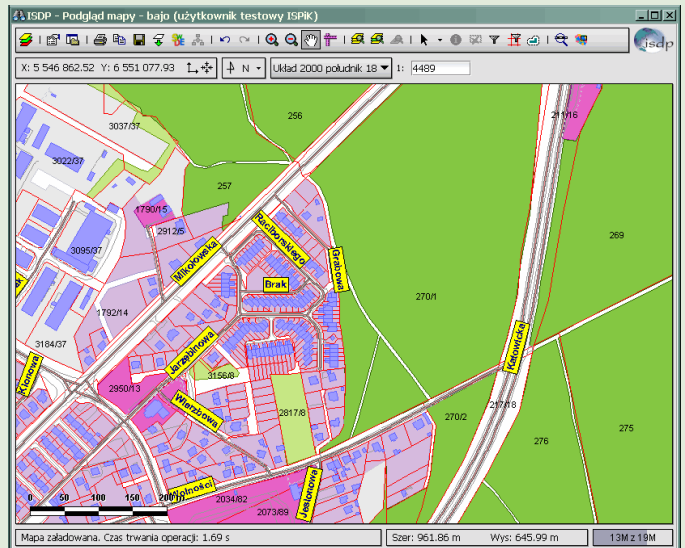 ISDP - Podgląd mapy - bajo (użytkownik testowy ISPiK)
isdp
X: 5 546 862.52 Y: 6 551 077.93
N
Układ 2000 południk 18
1:
4489
3037/37
256
211/16
3022/37
257
1790/15
2912/5
Raciborskiego
269
3095/37
Mikołowska
Grabowa
Brak
270/1
1792/14
Katowicka
3184/37
Jarzębinowa
Klonowa
3156/8
2950/13
Wierzbowa
2817/8
217/18
270/2
275
276
Wolności
Jesionowa
0 50 100 150 200 m
2034/82
2073/89
Mapa załadowana. Czas trwania operacji: 1.69 s
Szer: 961.86 m Wys: 645.99 m
13M z 19M